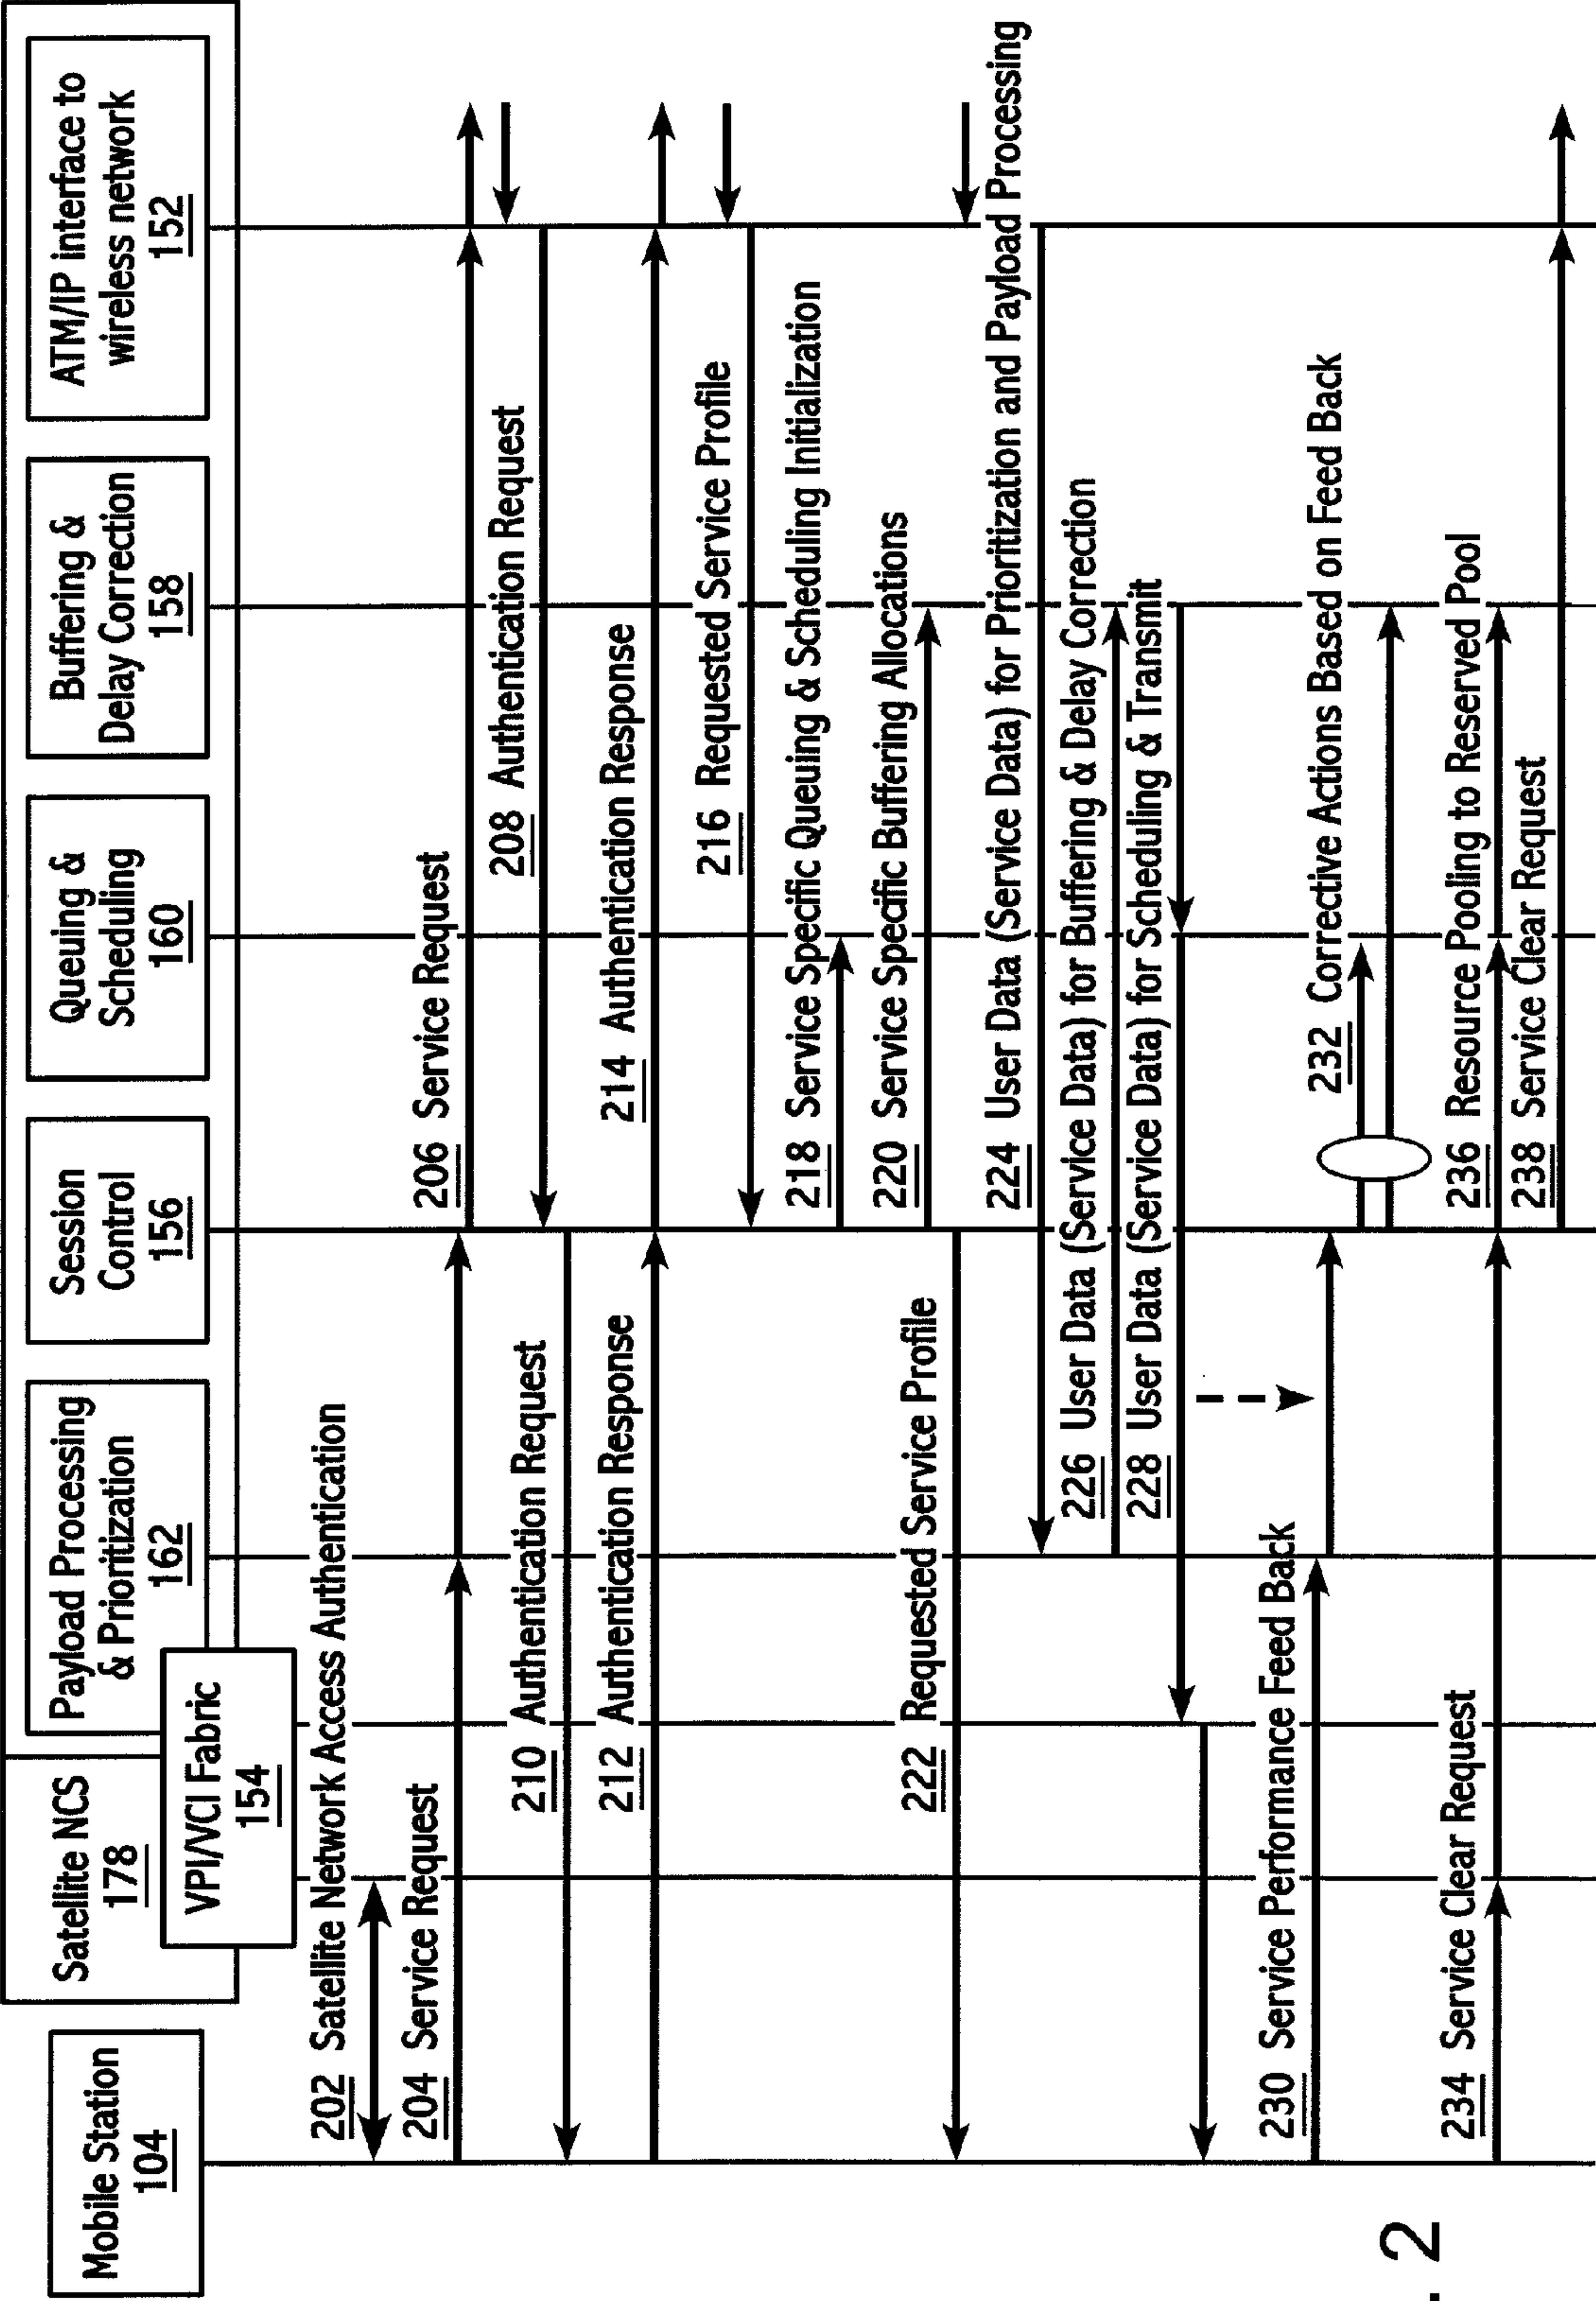 Mobile Station
104
Satellite NCS
178
VPI/VCI Fabric
154
Payload Processing
& Prioritization
162
Session
Control
156
Queuing &
Scheduling
160
Buffering &
Delay Correction
158
ATM/IP interface to
wireless network
152
202 Satellite Network Access Authentication
204 Service Request
206 Service Request
208 Authentication Request
210 Authentication Request
212 Authentication Response
214 Authentication Response
216 Requested Service Profile
218 Service Specific Queuing & Scheduling Initialization
220 Service Specific Buffering Allocations
222 Requested Service Profile
224 User Data (Service Data) for Prioritization and Payload Processing
226 User Data (Service Data) for Buffering & Delay Correction
228 User Data (Service Data) for Scheduling & Transmit
230 Service Performance Feed Back
232 Corrective Actions Based on Feed Back
234 Service Clear Request
236 Resource Pooling to Reserved Pool
238 Service Clear Request
. 2